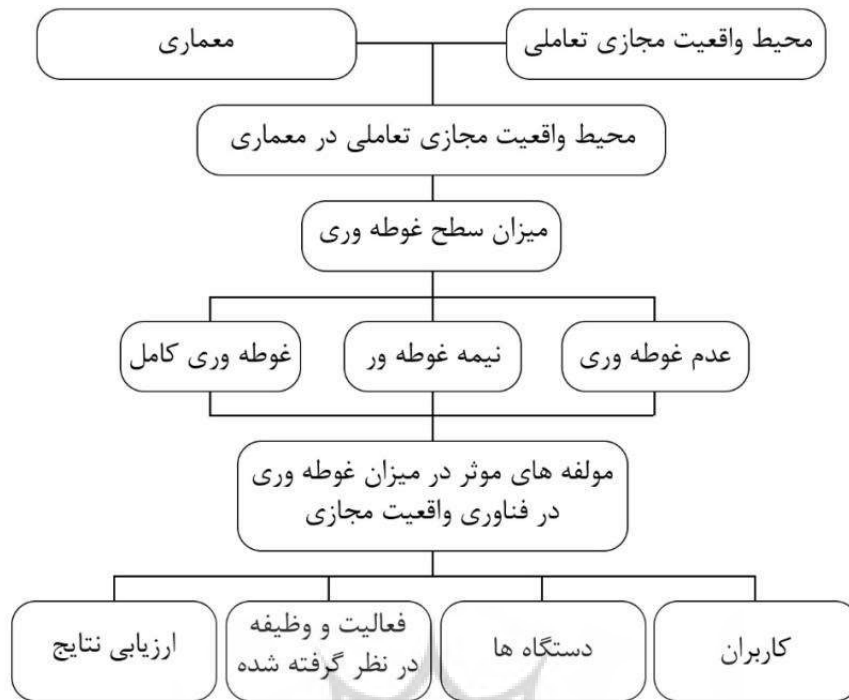 محیط واقعیت مجازی تعاملی
معماری
محیط واقعیت مجازی تعاملی در معماری
میزان سطح غوطه وری
عدم غوطه وری
نیمه غوطه ور
غوطه وری کامل
مولفه های موثر در میزان غوطه وری
در فناوری واقعیت مجازی
کاربران
دستگاه ها
فعالیت و وظیفه
در نظر گرفته شده
ارزیابی نتایج